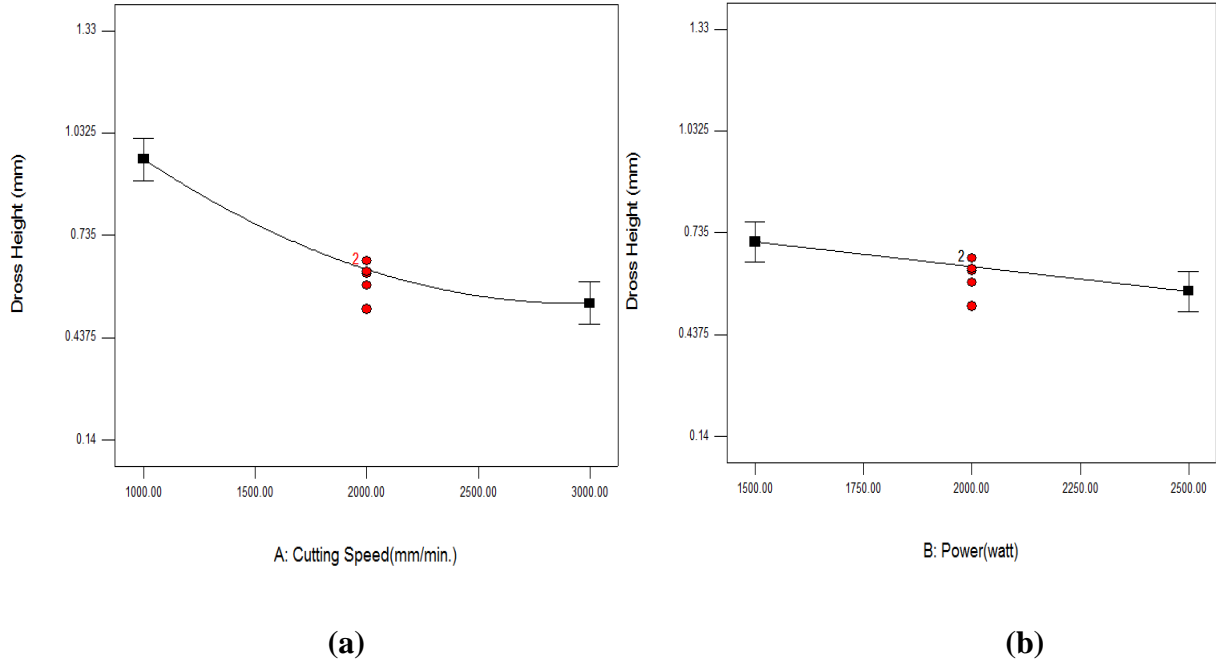 1.33
1.0325
0.735
0.4375
0.14
Dross Height (mm)
2
1000.00 1500.00 2000.00 2500.00 3000.00
A: Cutting Speed(mm/min.)
(a)
1.33
1.0325
0.735
0.4375
0.14
Dross Height (mm)
2
1500.00 1750.00 2000.00 2250.00 2500.00
B: Power(watt)
(b)